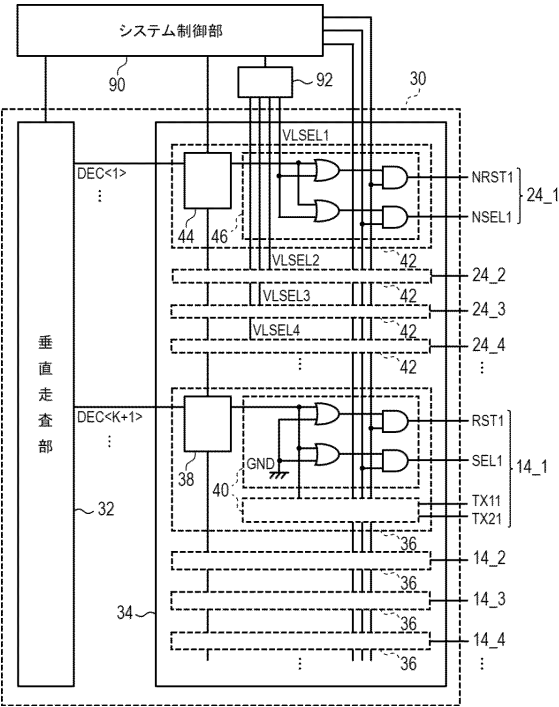 システム制御部
90
92
30
VLSEL1
DEC<1>
⋮
44
46
NRST1
NSEL1
24_1
42
VLSEL2
24_2
42
VLSEL3
24_3
42
VLSEL4
24_4
42
⋮
⋮
垂直走査部
DEC<K+1>
⋮
38
40
GND
RST1
SEL1
14_1
TX11
TX21
32
36
14_2
36
34
14_3
36
14_4
36
⋮
⋮